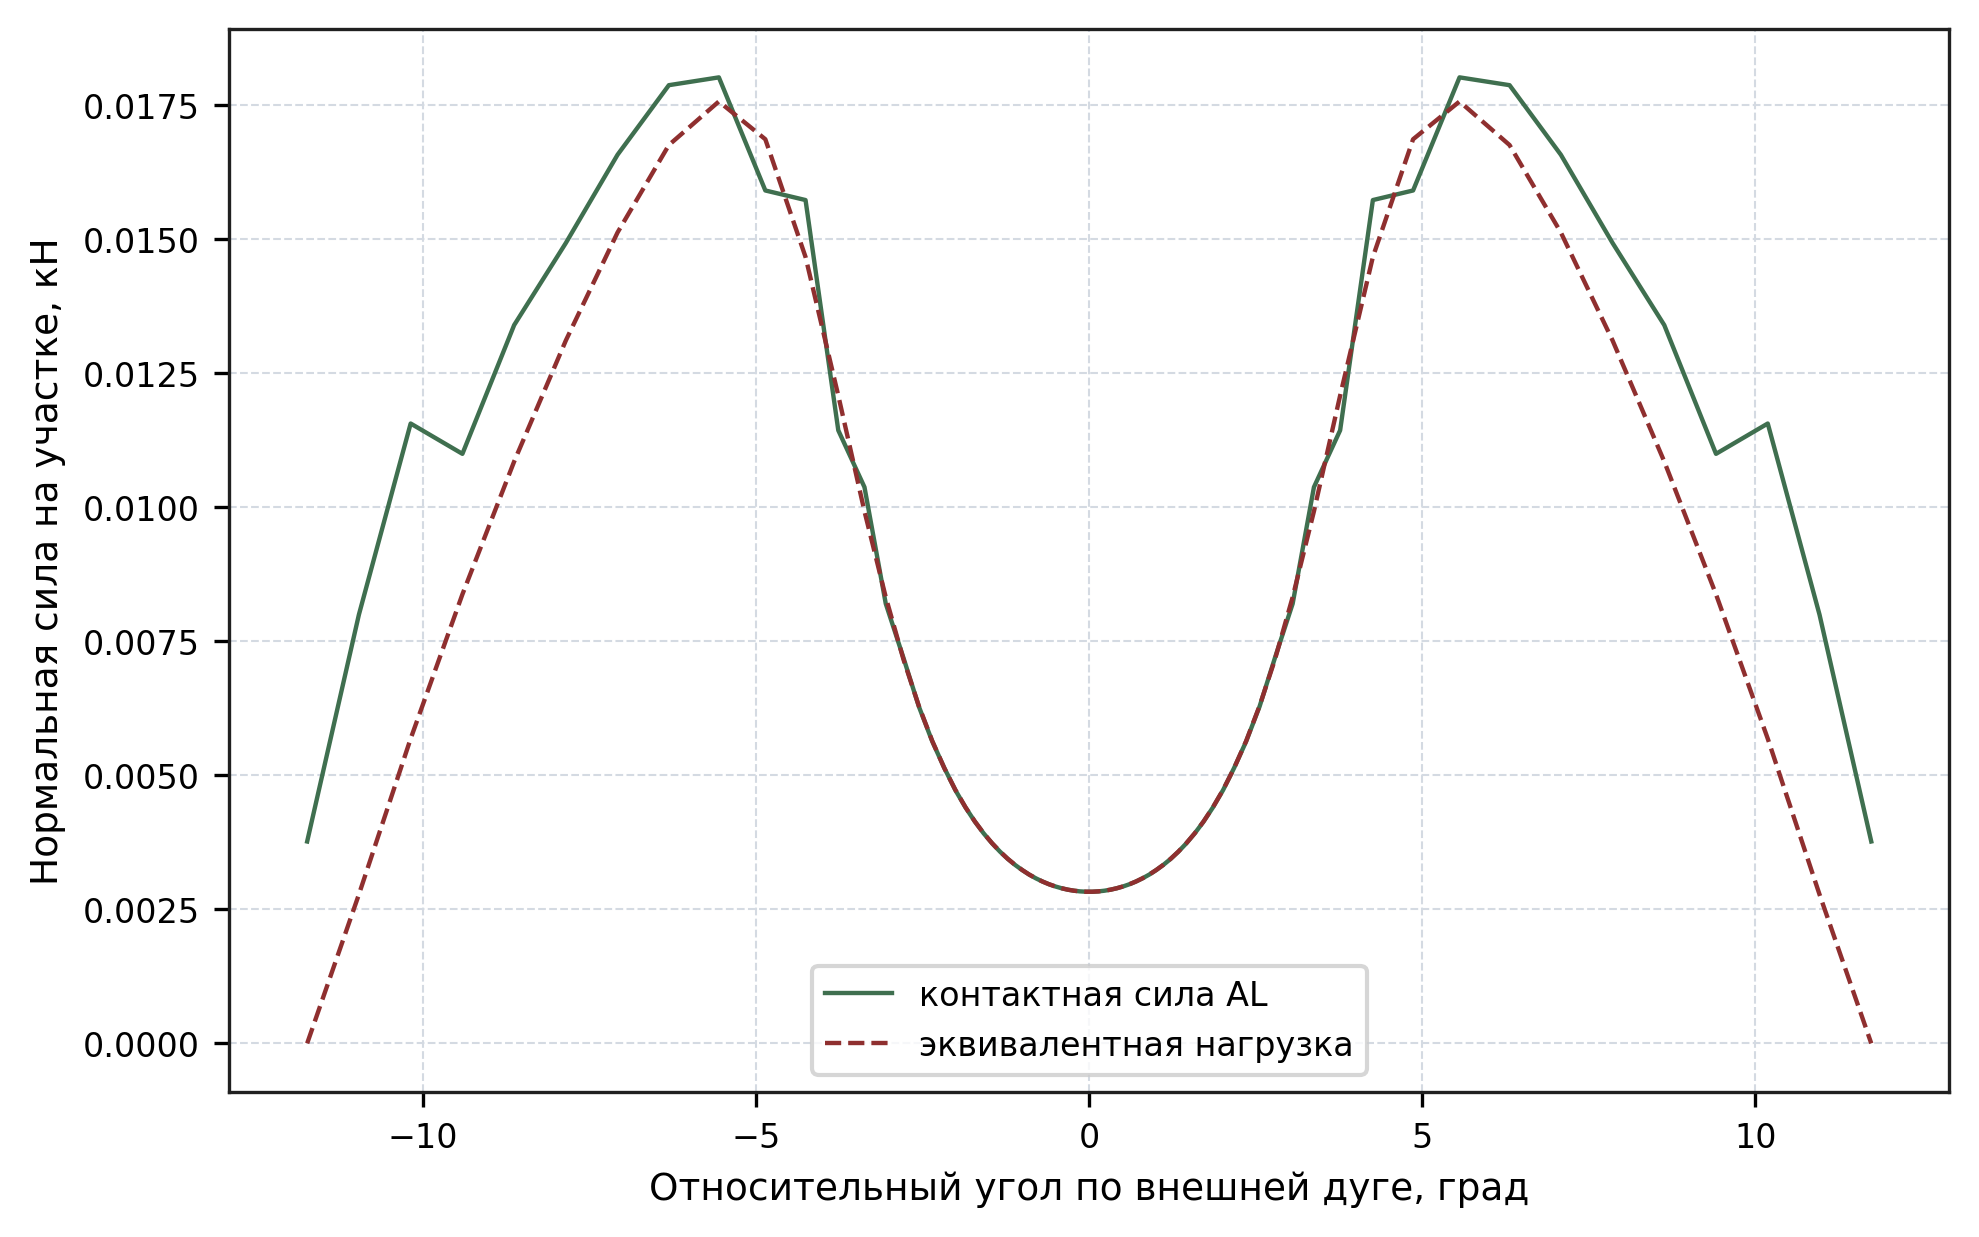 Нормальная сила на участке, кН
0.0175
0.0150
0.0125
0.0100
0.0075
0.0050
0.0025
0.0000
контактная сила AL
эквивалентная нагрузка
−10 −5 0 5 10
Относительный угол по внешней дуге, град